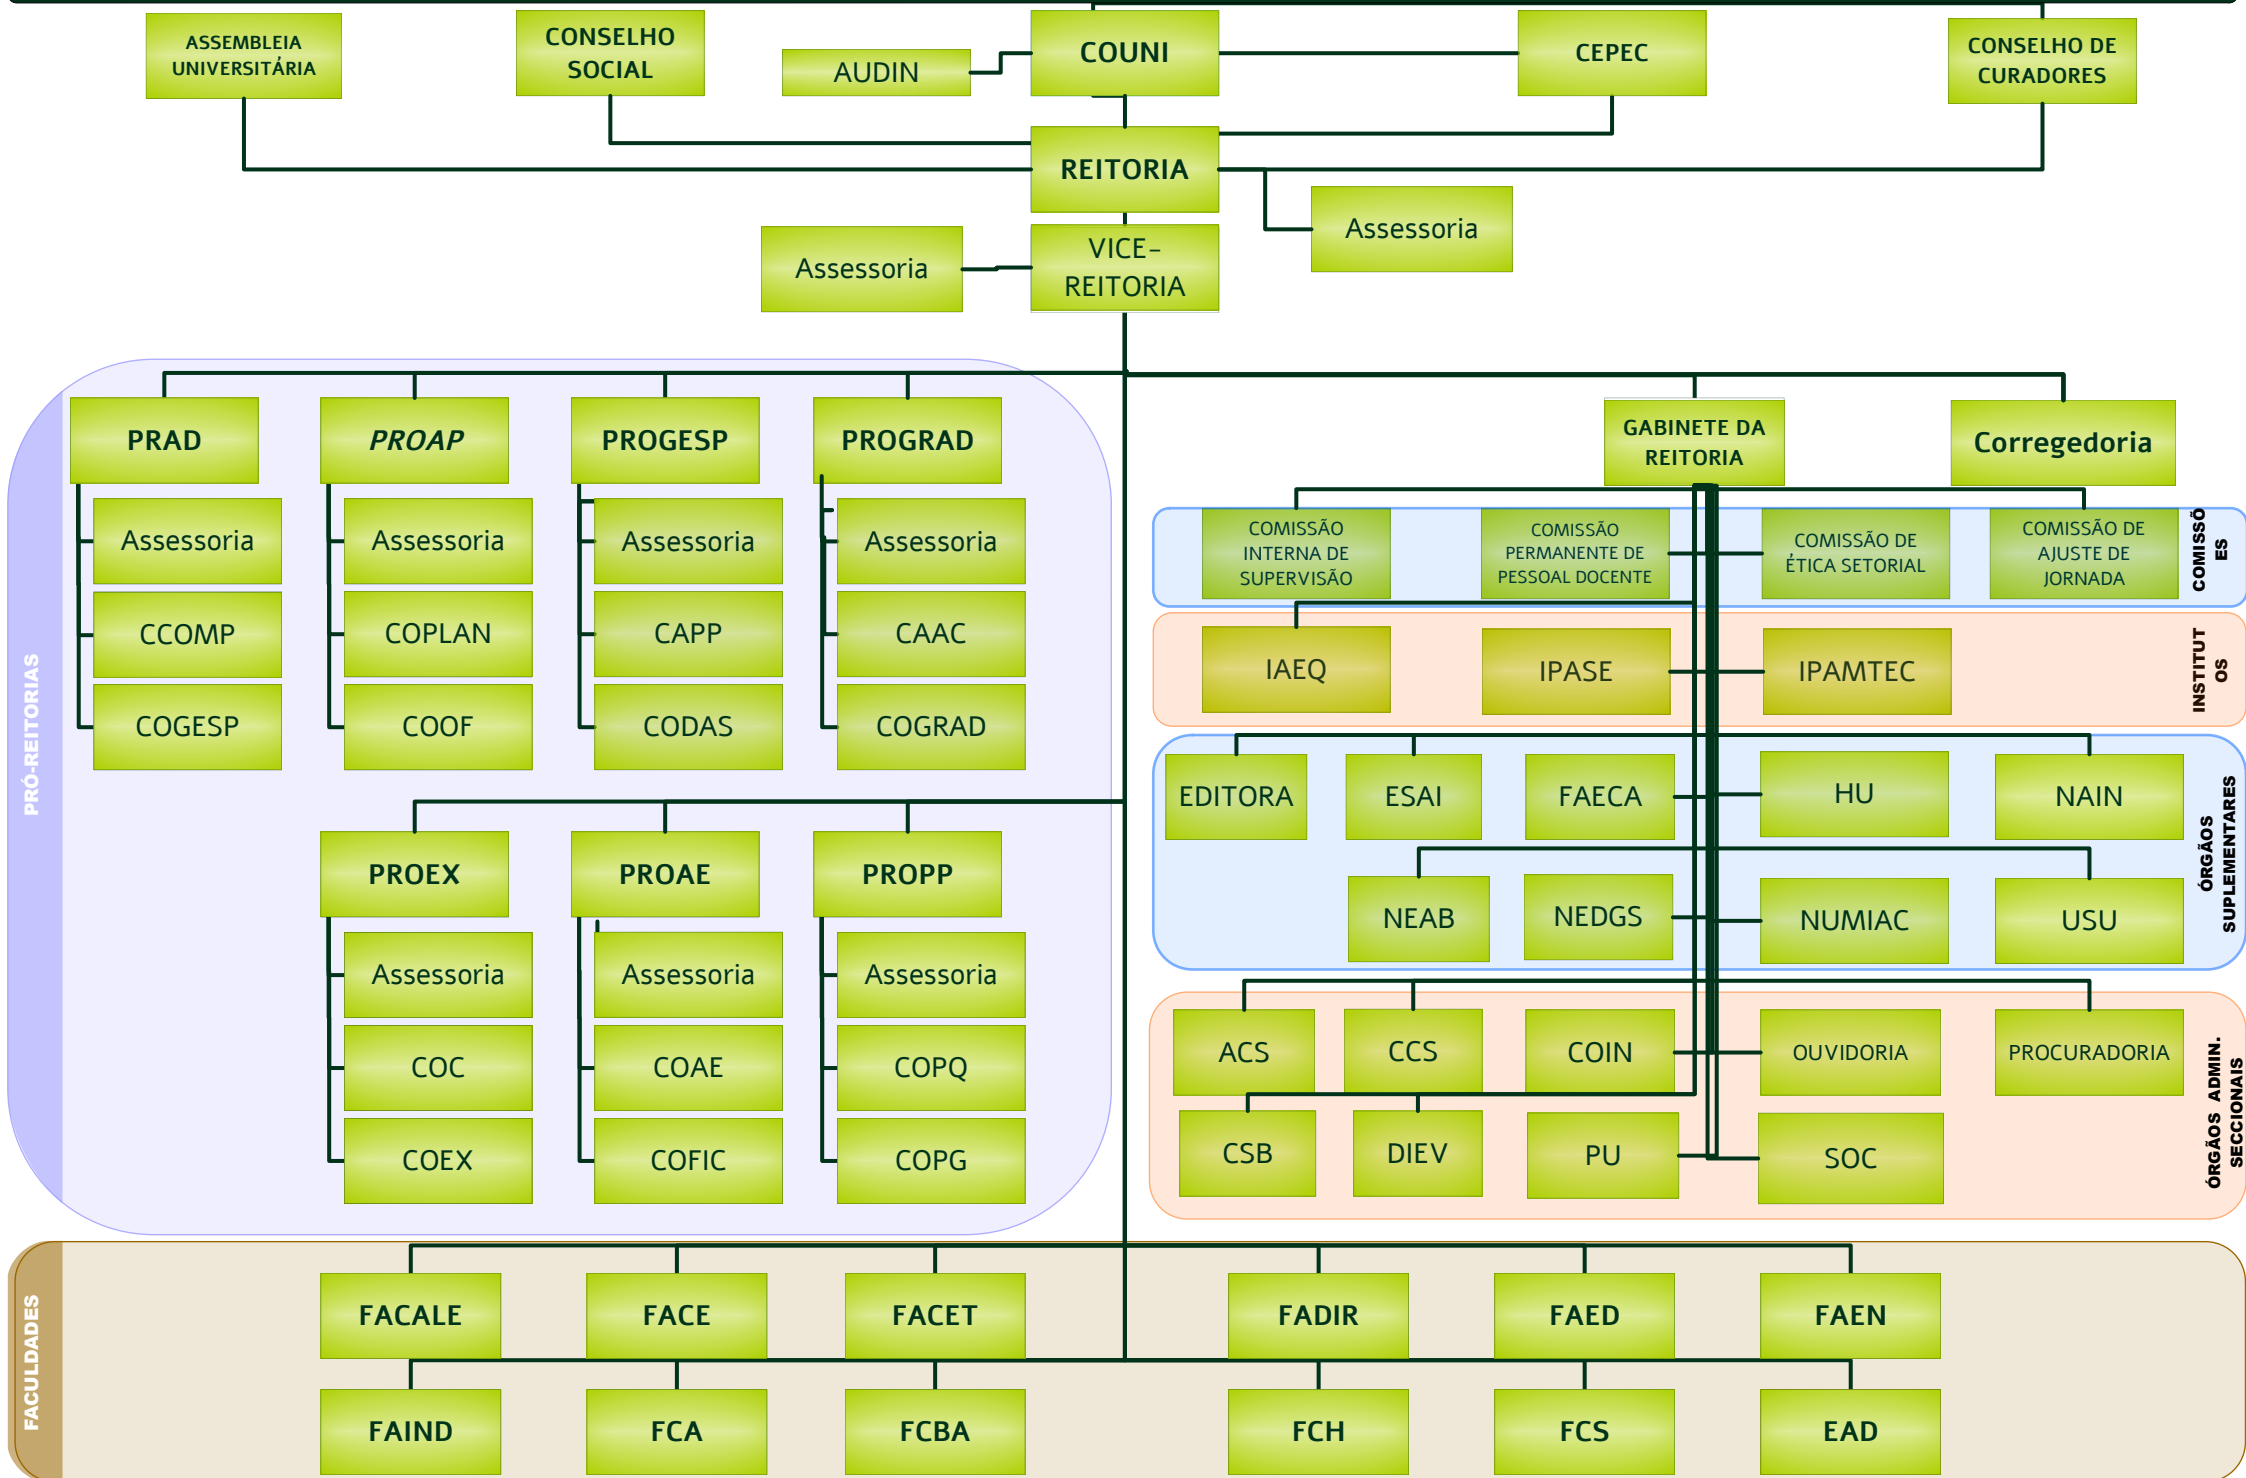 ASSEMBLEIA
UNIVERSITÁRIA
CONSELHO
SOCIAL
AUDIN
COUNI
CEPEC
CONSELHO DE
CURADORES
REITORIA
Assessoria
VICE-
REITORIA
Assessoria
PRÓ-REITORIAS
PRAD
PROAP
PROGESP
PROGRAD
Assessoria
Assessoria
Assessoria
Assessoria
CCOMP
COPLAN
CAPP
CAAC
COGESP
COOF
CODAS
COGRAD
PROEX
PROAE
PROPP
Assessoria
Assessoria
Assessoria
COC
COAE
COPQ
COEX
COFIC
COPG
GABINETE DA
REITORIA
Corregedoria
COMISSÃO
INTERNA DE
SUPERVISÃO
COMISSÃO
PERMANENTE DE
PESSOAL DOCENTE
COMISSÃO DE
ÉTICA SETORIAL
COMISSÃO DE
AJUSTE DE
JORNADA
COMISSÕ
ES
IAEQ
IPASE
IPAMTEC
INSTITUT
OS
EDITORA
ESAI
FAECA
HU
NAIN
NEAB
NEDGS
NUMIAC
USU
ÓRGÃOS
SUPLEMENTARES
ACS
CCS
COIN
OUVIDORIA
PROCURADORIA
CSB
DIEV
PU
SOC
ÓRGÃOS ADMIN.
SECCIONAIS
FACULDADES
FACALE
FACE
FACET
FADIR
FAED
FAEN
FAIND
FCA
FCBA
FCH
FCS
EAD